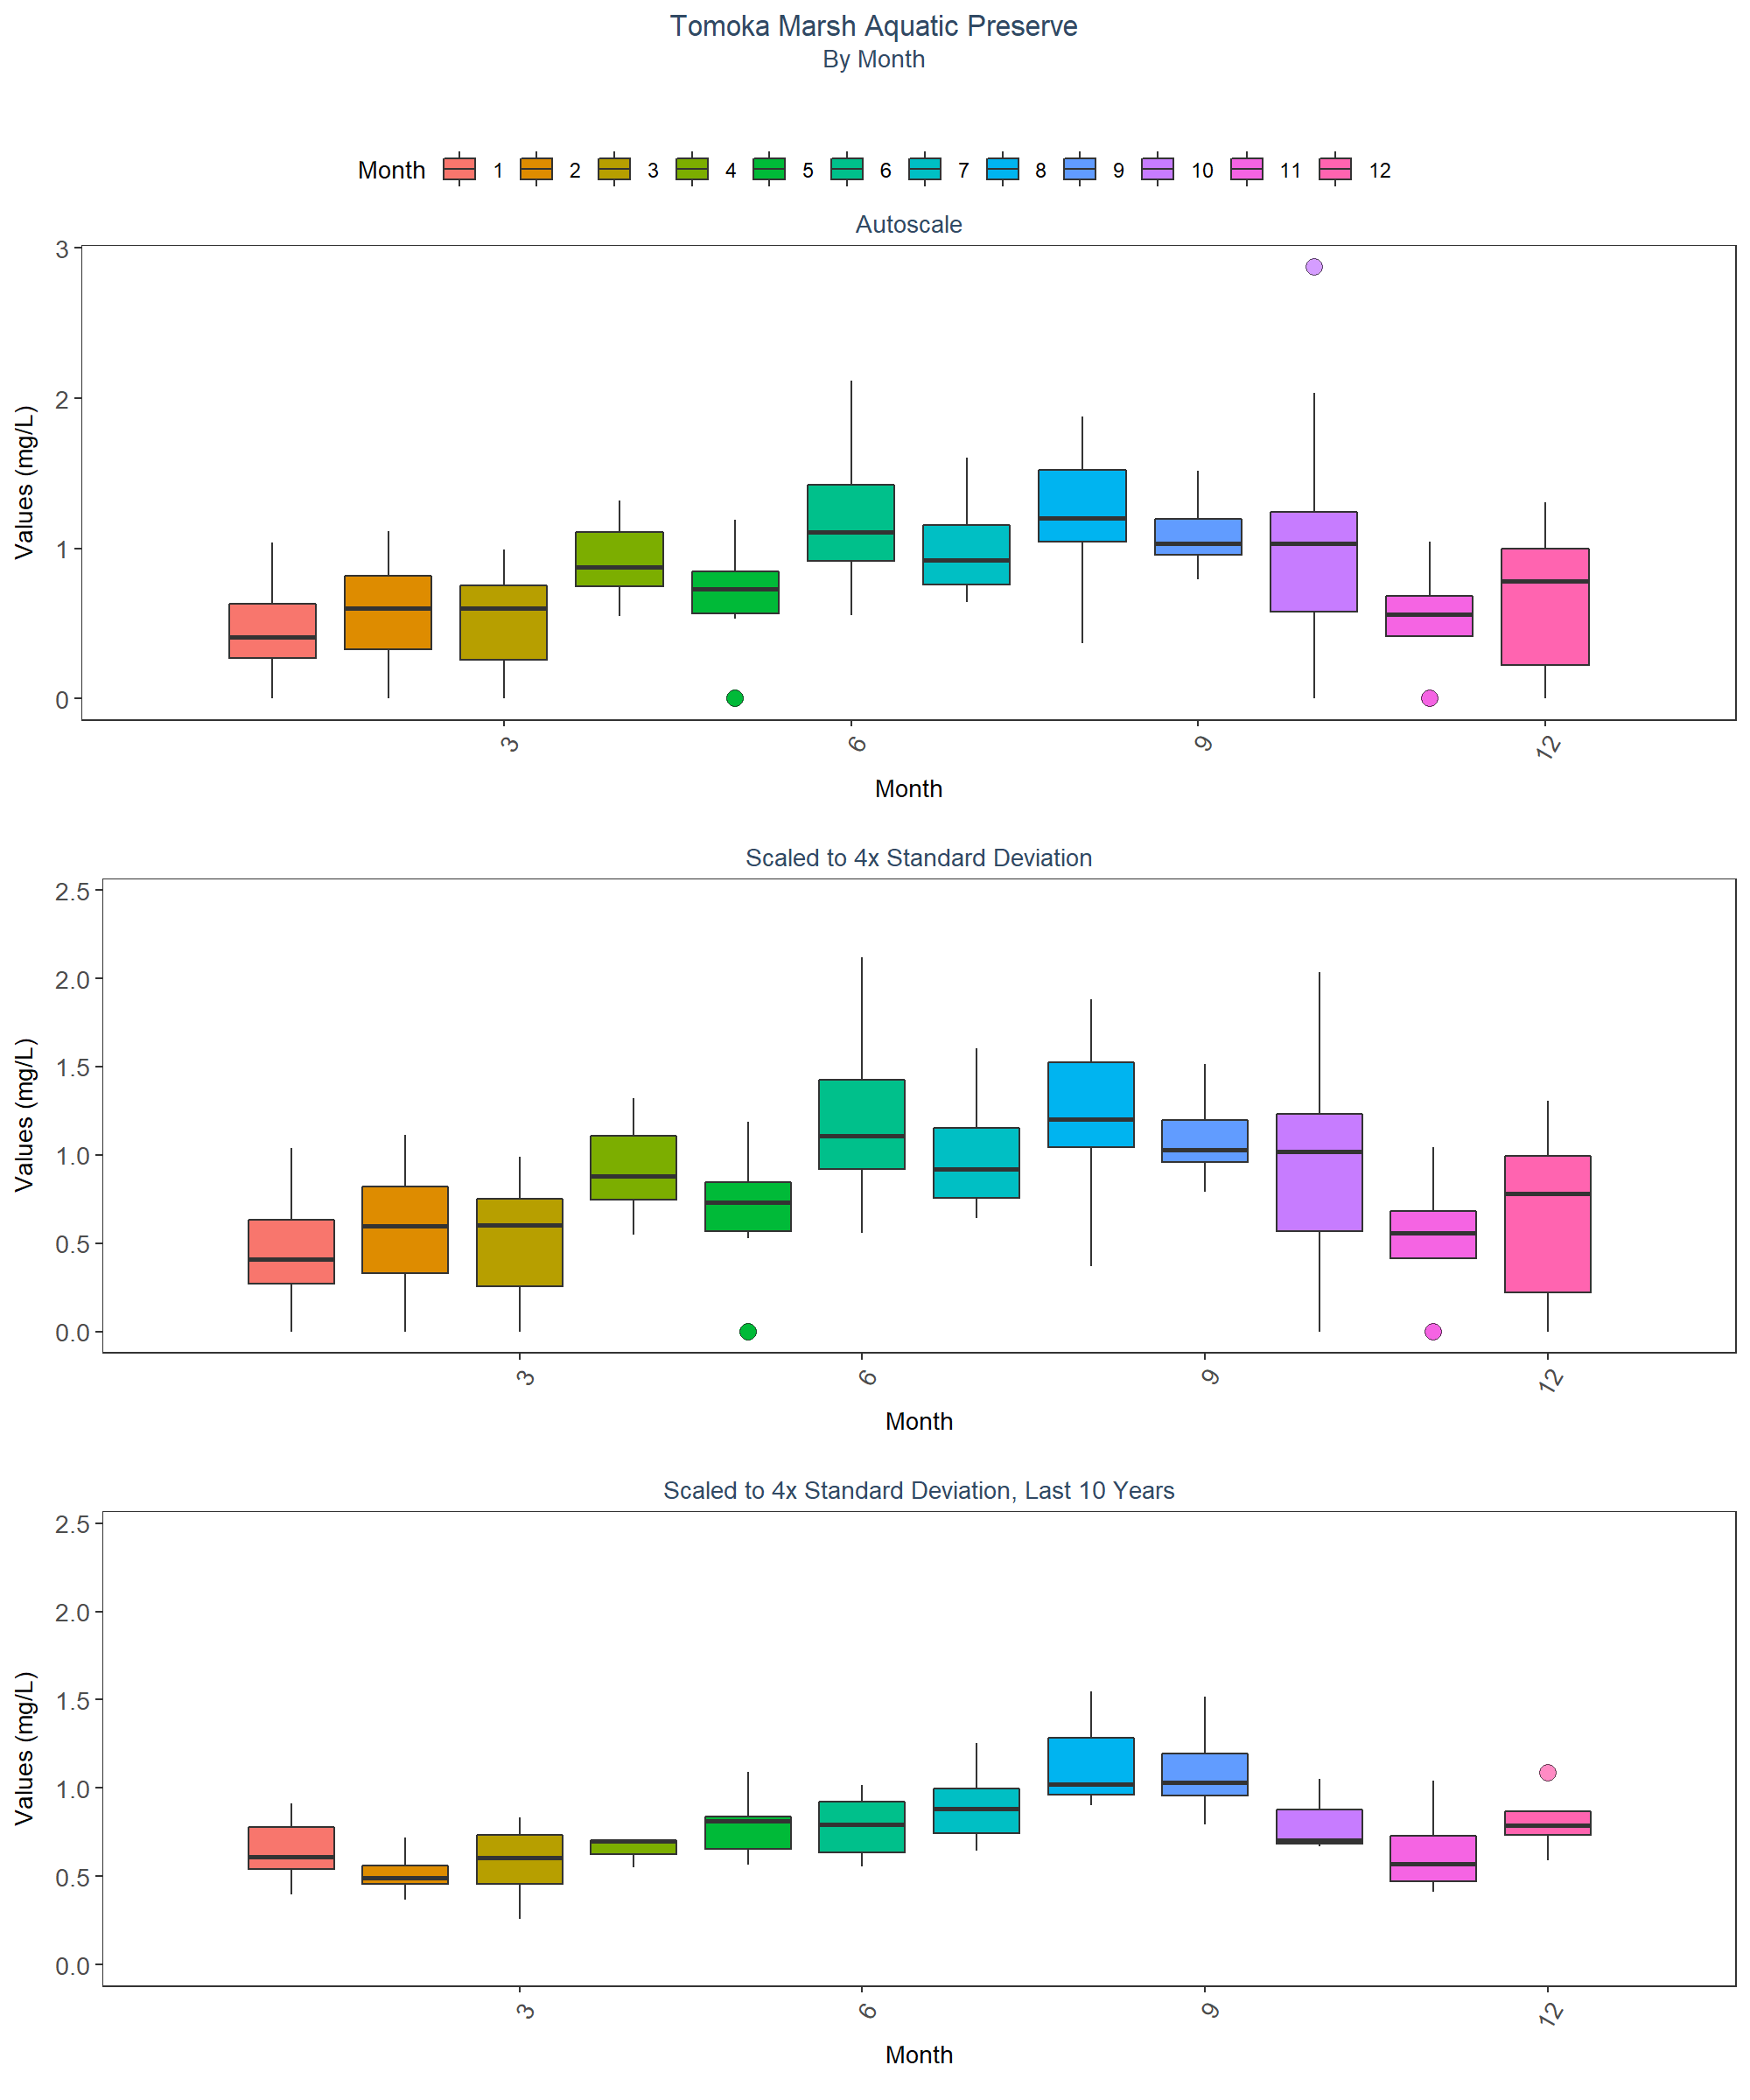 Tomoka Marsh Aquatic Preserve
By Month
Month 1 2 3 4 5 6 7 8 9 10 11 12
Autoscale
3
2
1
0
Values (mg/L)
3 6 9 12
Month
Scaled to 4x Standard Deviation
2.5
2.0
1.5
1.0
0.5
0.0
Values (mg/L)
3 6 9 12
Month
Scaled to 4x Standard Deviation, Last 10 Years
2.5
2.0
1.5
1.0
0.5
0.0
Values (mg/L)
3 6 9 12
Month